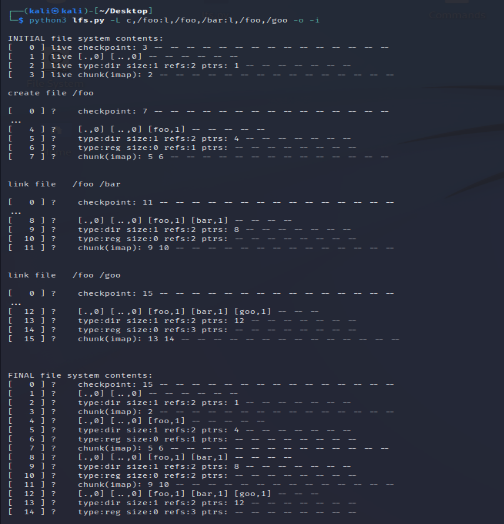 ┌──(kali㉿kali)-[~/Desktop]
└─$ python3 lfs.py -L c,/foo:l,/foo,/bar:l,/foo,/goo -o -i
INITIAL file system contents:
[   0 ] live checkpoint: 3 -- -- -- -- -- -- -- -- -- -- -- -- -- -- --
[   1 ] live [.,0] [..,0] -- -- -- -- -- --
[   2 ] live type:dir size:1 refs:2 ptrs: 1 -- -- -- -- -- -- --
[   3 ] live chunk(imap): 2 -- -- -- -- -- -- -- -- -- -- -- -- -- -- --
create file /foo
[   0 ] ?    checkpoint: 7 -- -- -- -- -- -- -- -- -- -- -- -- -- -- --
...
[   4 ] ?    [.,0] [..,0] [foo,1] -- -- -- -- --
[   5 ] ?    type:dir size:1 refs:2 ptrs: 4 -- -- -- -- -- -- --
[   6 ] ?    type:reg size:0 refs:1 ptrs: -- -- -- -- -- -- -- --
[   7 ] ?    chunk(imap): 5 6 -- -- -- -- -- -- -- -- -- -- -- -- -- --
link file   /foo /bar
[   0 ] ?    checkpoint: 11 -- -- -- -- -- -- -- -- -- -- -- -- -- -- --
...
[   8 ] ?    [.,0] [..,0] [foo,1] [bar,1] -- -- -- --
[   9 ] ?    type:dir size:1 refs:2 ptrs: 8 -- -- -- -- -- -- --
[  10 ] ?    type:reg size:0 refs:2 ptrs: -- -- -- -- -- -- -- --
[  11 ] ?    chunk(imap): 9 10 -- -- -- -- -- -- -- -- -- -- -- -- -- --
link file   /foo /goo
[   0 ] ?    checkpoint: 15 -- -- -- -- -- -- -- -- -- -- -- -- -- -- --
...
[  12 ] ?    [.,0] [..,0] [foo,1] [bar,1] [goo,1] -- -- --
[  13 ] ?    type:dir size:1 refs:2 ptrs: 12 -- -- -- -- -- -- --
[  14 ] ?    type:reg size:0 refs:3 ptrs: -- -- -- -- -- -- -- --
[  15 ] ?    chunk(imap): 13 14 -- -- -- -- -- -- -- -- -- -- -- -- -- --
FINAL file system contents:
[   0 ] ?    checkpoint: 15 -- -- -- -- -- -- -- -- -- -- -- -- -- -- --
[   1 ] ?    [.,0] [..,0] -- -- -- -- -- --
[   2 ] ?    type:dir size:1 refs:2 ptrs: 1 -- -- -- -- -- -- --
[   3 ] ?    chunk(imap): 2 -- -- -- -- -- -- -- -- -- -- -- -- -- -- --
[   4 ] ?    [.,0] [..,0] [foo,1] -- -- -- -- --
[   5 ] ?    type:dir size:1 refs:2 ptrs: 4 -- -- -- -- -- -- --
[   6 ] ?    type:reg size:0 refs:1 ptrs: -- -- -- -- -- -- -- --
[   7 ] ?    chunk(imap): 5 6 -- -- -- -- -- -- -- -- -- -- -- -- -- --
[   8 ] ?    [.,0] [..,0] [foo,1] [bar,1] -- -- -- --
[   9 ] ?    type:dir size:1 refs:2 ptrs: 8 -- -- -- -- -- -- --
[  10 ] ?    type:reg size:0 refs:2 ptrs: -- -- -- -- -- -- -- --
[  11 ] ?    chunk(imap): 9 10 -- -- -- -- -- -- -- -- -- -- -- -- -- --
[  12 ] ?    [.,0] [..,0] [foo,1] [bar,1] [goo,1] -- -- --
[  13 ] ?    type:dir size:1 refs:2 ptrs: 12 -- -- -- -- -- -- --
[  14 ] ?    type:reg size:0 refs:3 ptrs: -- -- -- -- -- -- -- --